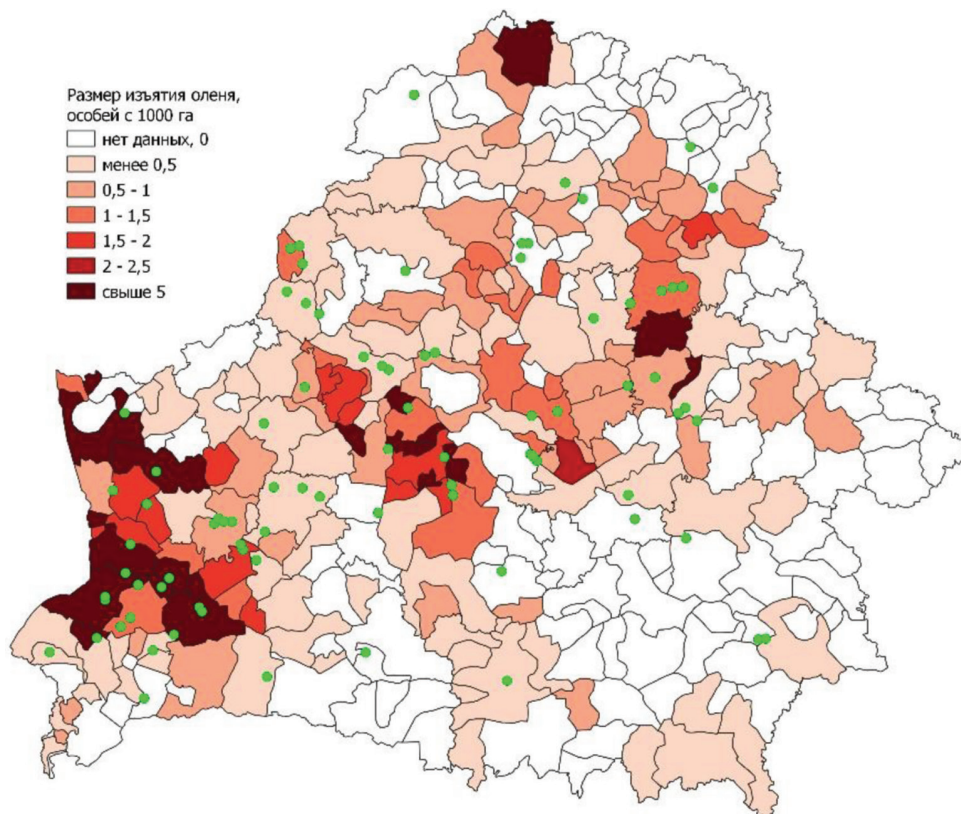 Размер изъятия оленя,
особей с 1000 га
нет данных, 0
менее 0,5
0,5 - 1
1 - 1,5
1,5 - 2
2 - 2,5
свыше 5